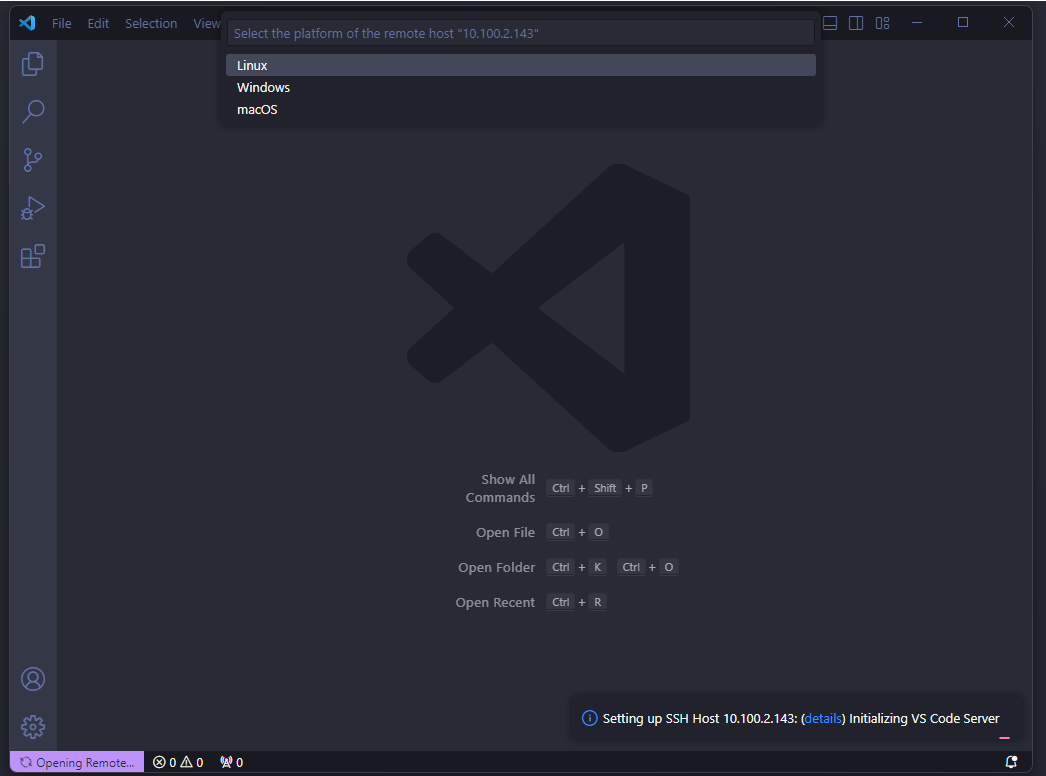 File Edit Selection View
Select the platform of the remote host "10.100.2.143"
Linux
Windows
macOS
Show All
Commands
Ctrl + Shift + P
Open File Ctrl + O
Open Folder Ctrl + K Ctrl + O
Open Recent Ctrl + R
Setting up SSH Host 10.100.2.143: (details) Initializing VS Code Server
Opening Remote... 0 0 0